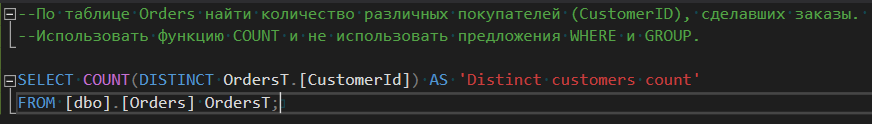 --По таблице Orders найти количество различных покупателей (CustomerID), сделавших заказы.
--Использовать функцию COUNT и не использовать предложения WHERE и GROUP.
SELECT COUNT(DISTINCT OrdersT.[CustomerId]) AS 'Distinct customers count'
FROM [dbo].[Orders] OrdersT;